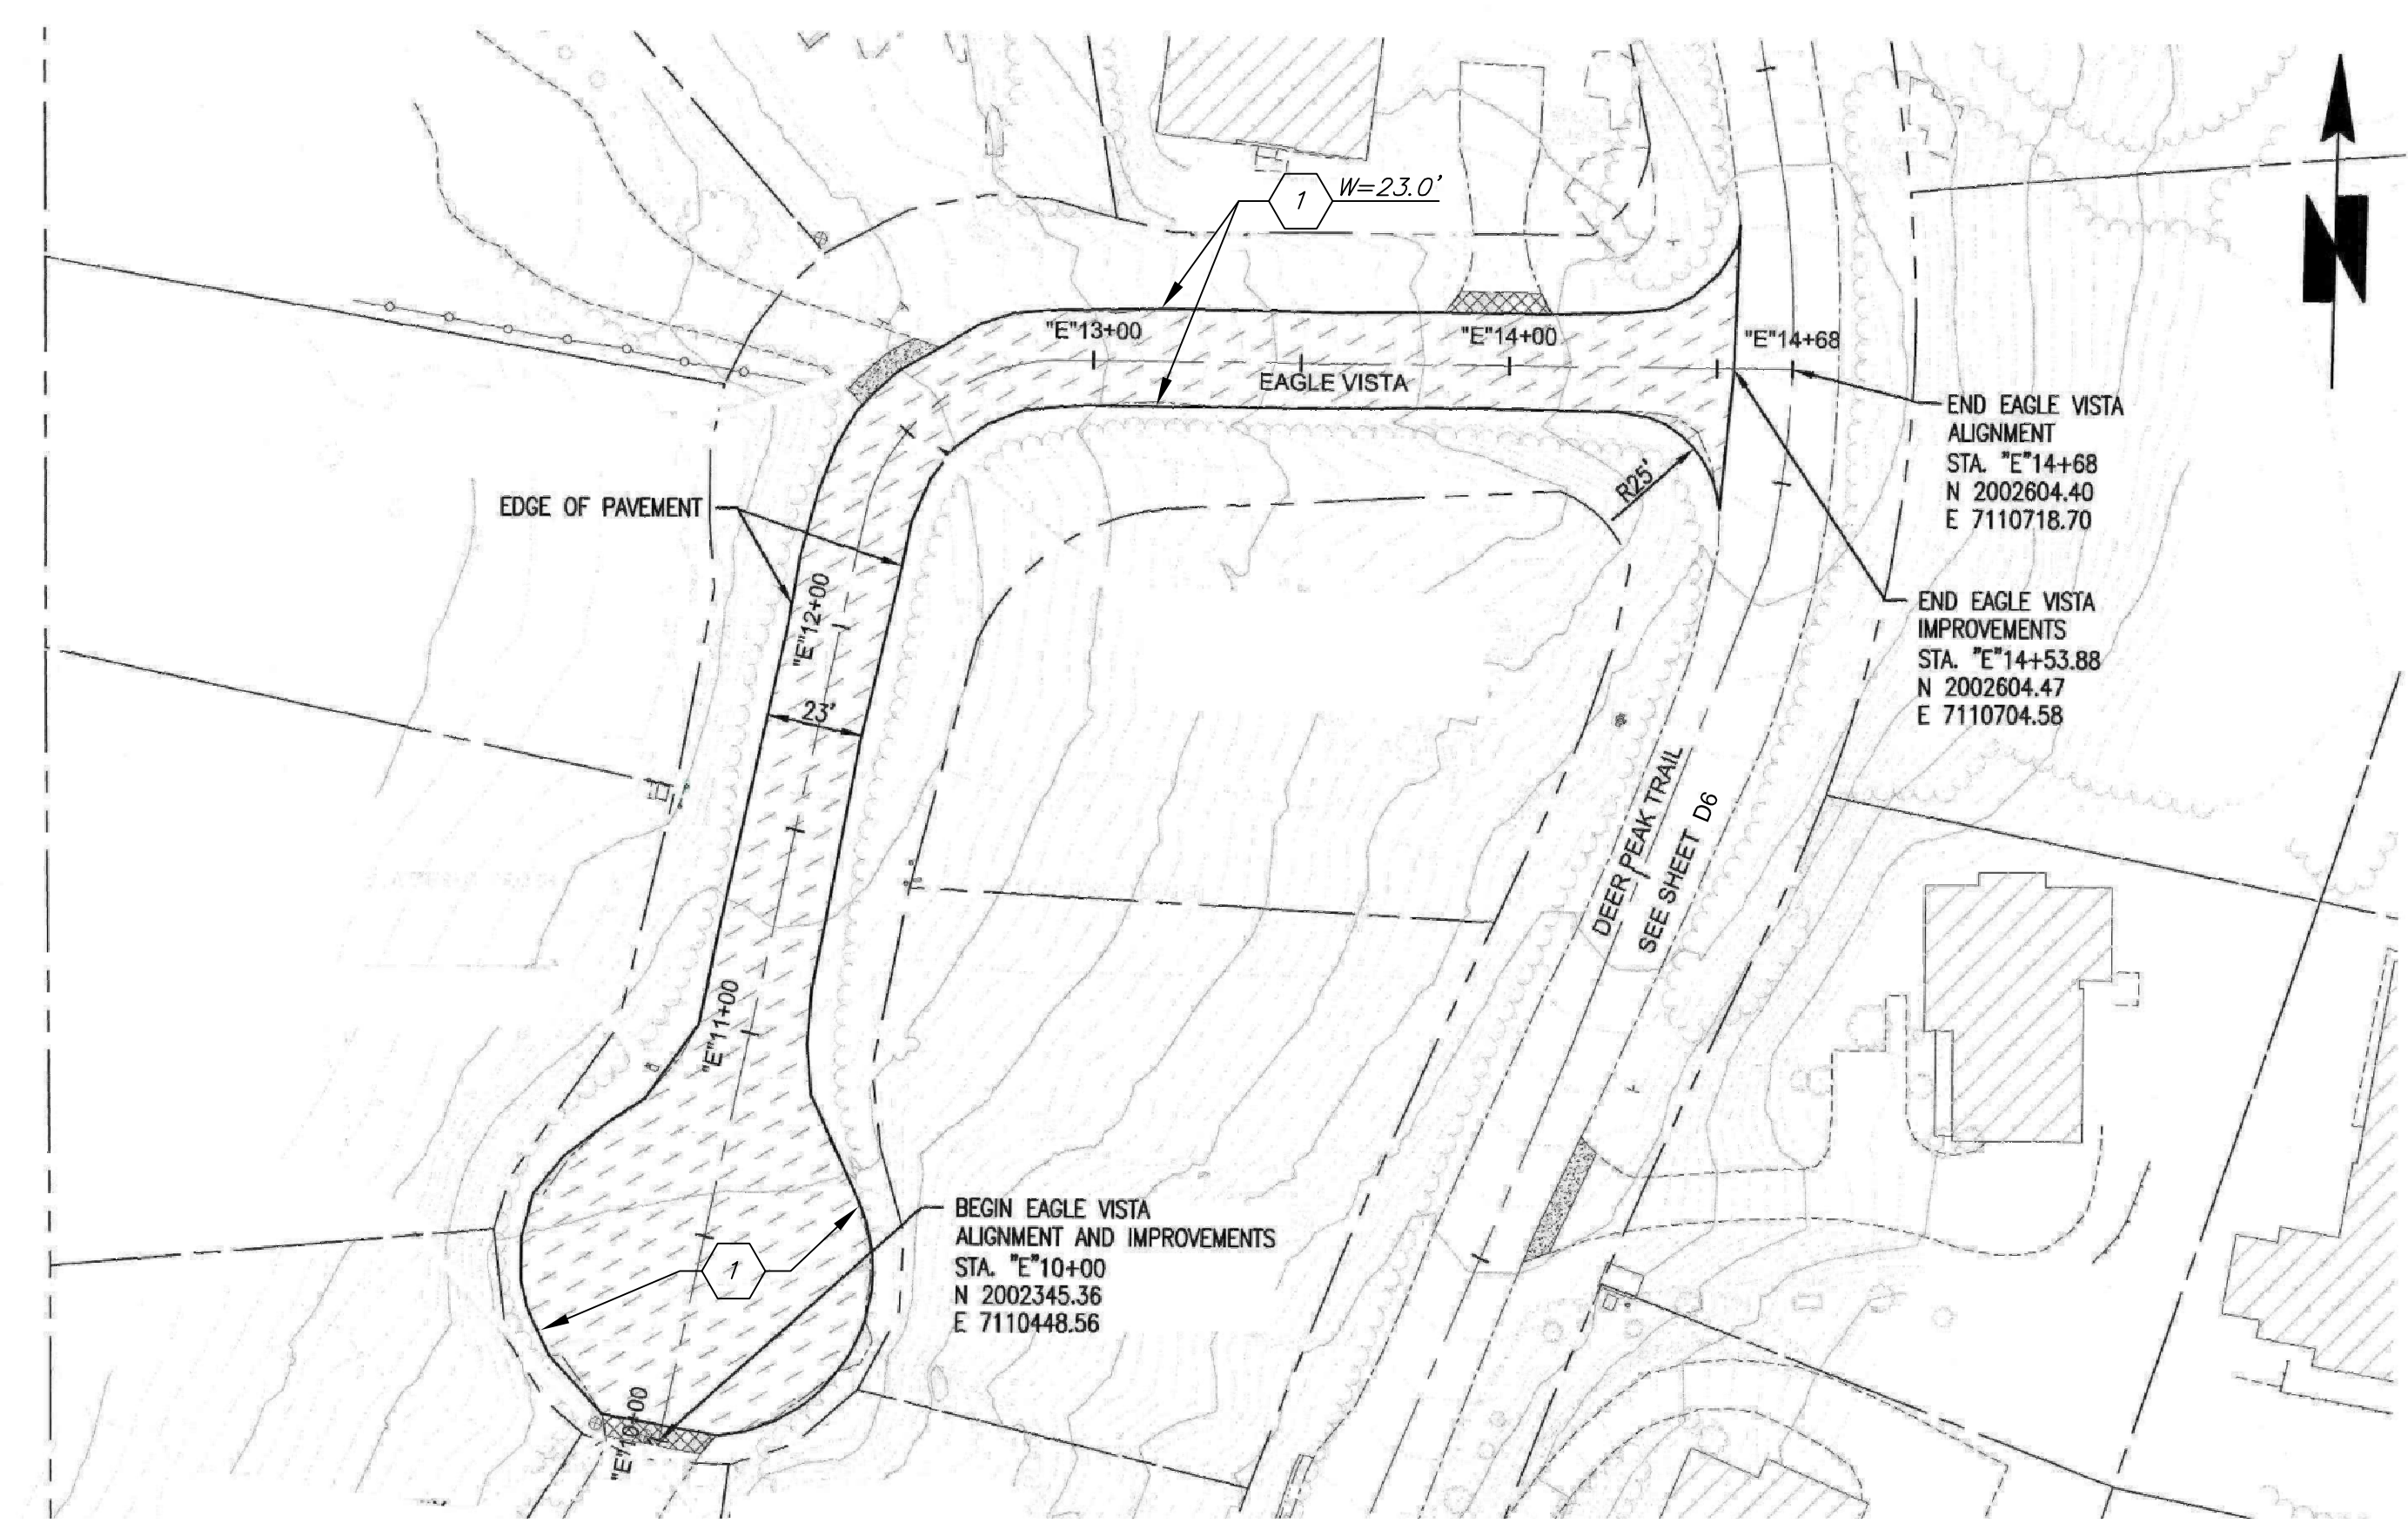 1 W=23.0'
N
"E"13+00
"E"14+00
"E"14+68
EAGLE VISTA
END EAGLE VISTA
ALIGNMENT
STA. "E"14+68
N 2002604.40
E 7110718.70
R25'
EDGE OF PAVEMENT
"E"12+00
END EAGLE VISTA
IMPROVEMENTS
STA. "E"14+53.88
N 2002604.47
E 7110704.58
23'
DEER PEAK TRAIL
SEE SHEET D6
"E"11+00
BEGIN EAGLE VISTA
ALIGNMENT AND IMPROVEMENTS
STA. "E"10+00
N 2002345.36
E 7110448.56
1
"E"10+00